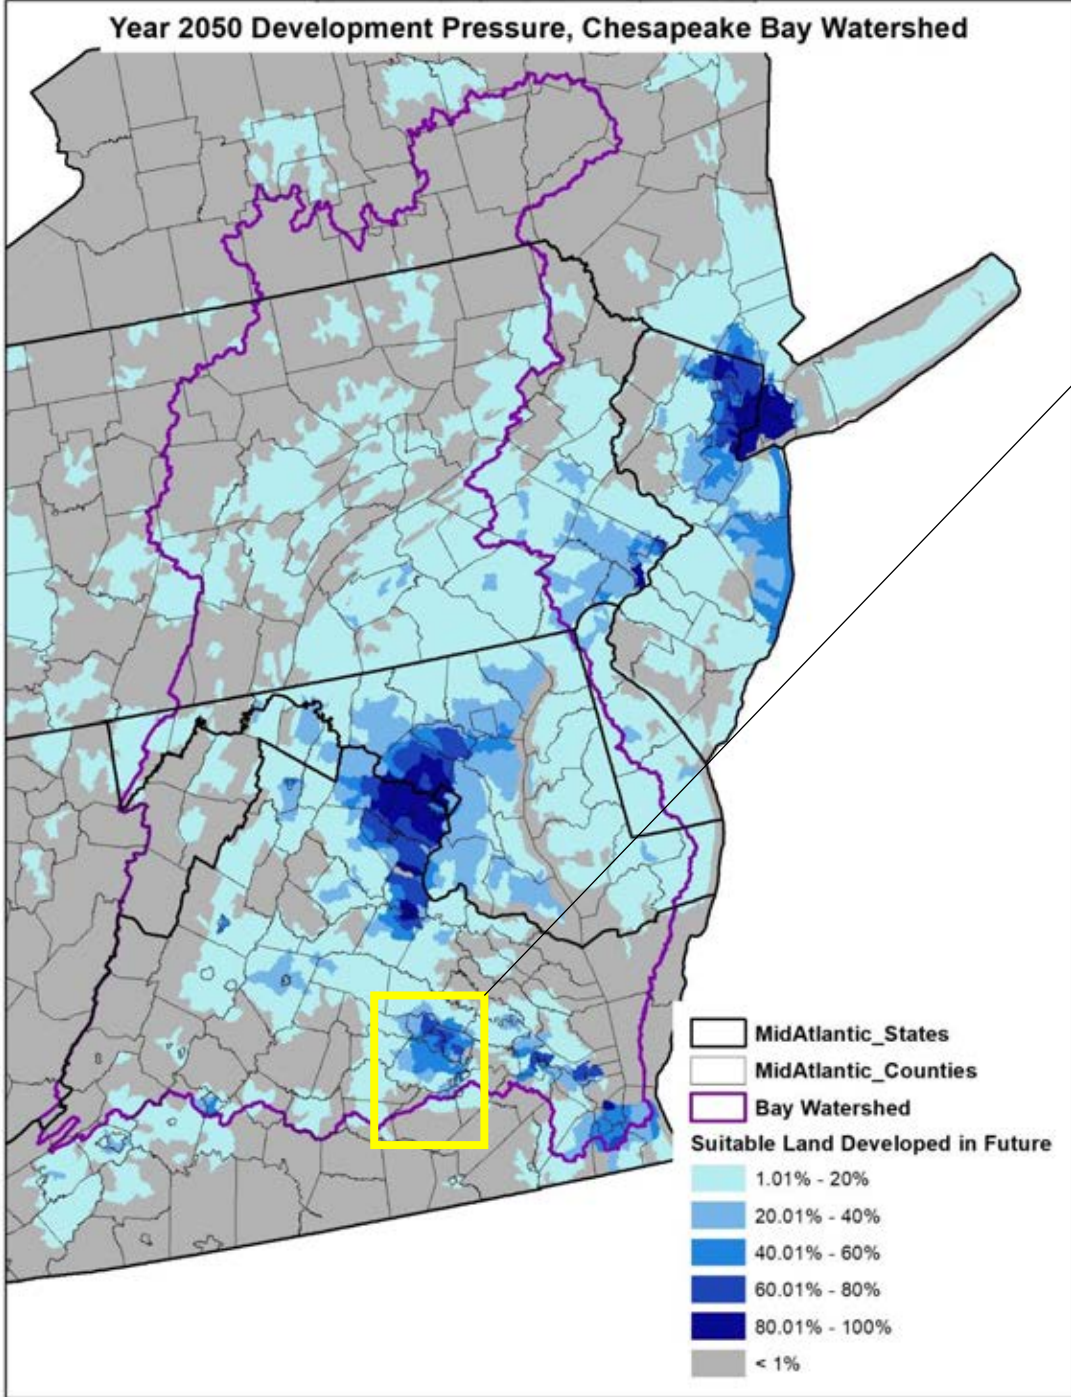 Year 2050 Development Pressure, Chesapeake Bay Watershed
MidAtlantic_States
MidAtlantic_Counties
Bay Watershed
Suitable Land Developed in Future
1.01% - 20%
20.01% - 40%
40.01% - 60%
60.01% - 80%
80.01% - 100%
< 1%